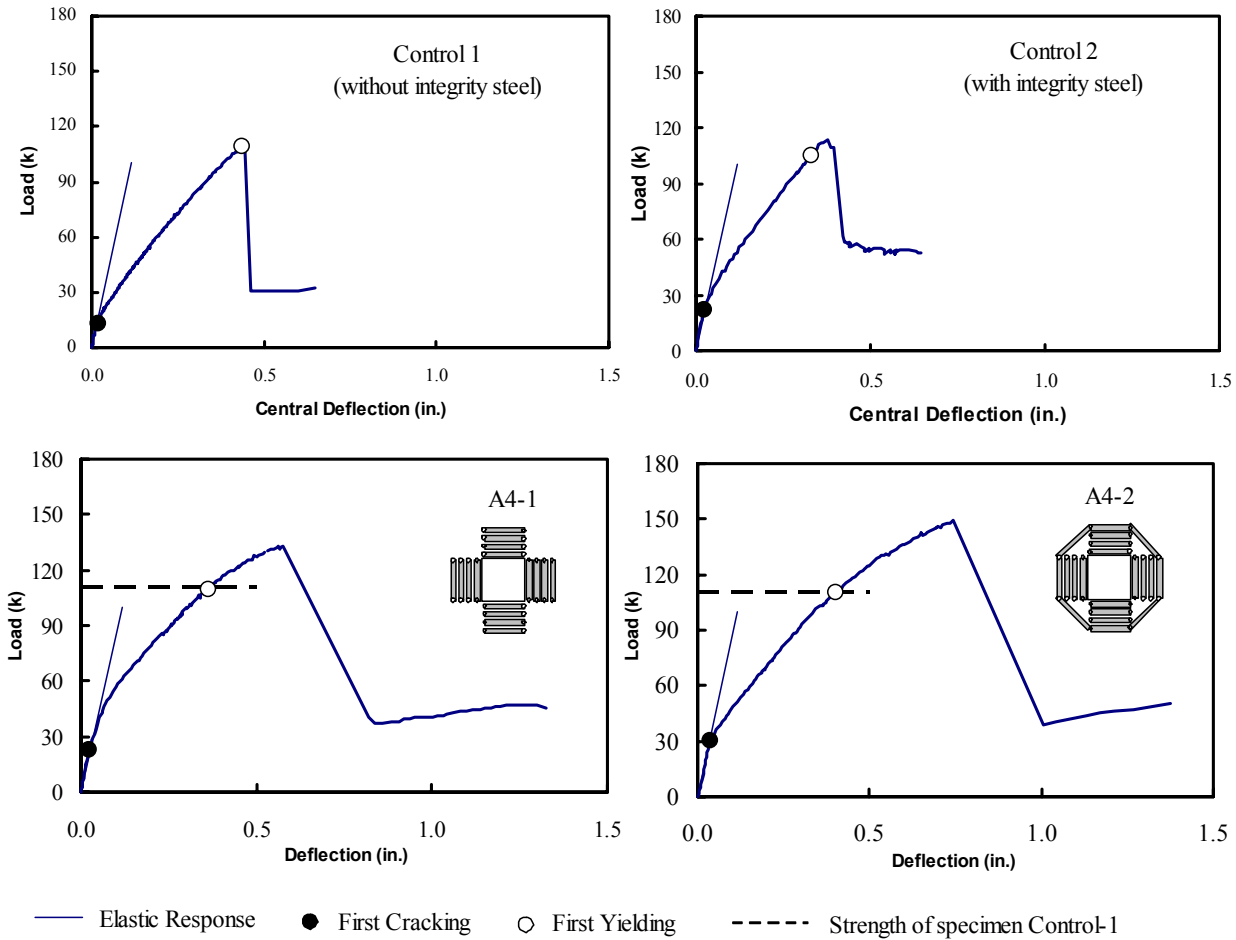 180
150
120
90
60
30
0
Load (k)
Control 1
(without integrity steel)
0.0
0.5
1.0
1.5
Central Deflection (in.)
180
150
120
90
60
30
0
Load (k)
Control 2
(with integrity steel)
0.0
0.5
1.0
1.5
Central Deflection (in.)
180
150
120
90
60
30
0
Load (k)
A4-1
0.0
0.5
1.0
1.5
Deflection (in.)
180
150
120
90
60
30
0
Load (k)
A4-2
0.0
0.5
1.0
1.5
Deflection (in.)
Elastic Response
First Cracking
First Yielding
Strength of specimen Control-1